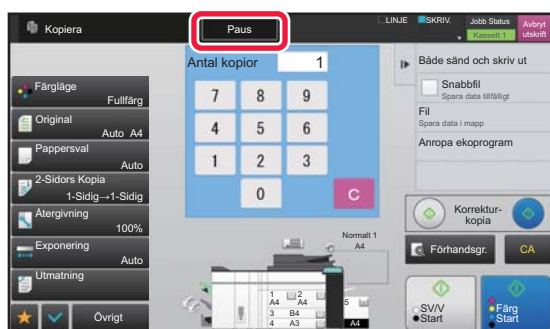 Kopiera
Paus
LINJE
SKRIV.
Jobb Status
Kassett 1
Avbryt
utskrift
Antal kopior
1
7 8 9
4 5 6
1 2 3
0
C
Färgläge
Fullfärg
Original
Auto A4
Pappersval
Auto
2-Sidors Kopia
1-Sidig→1-Sidig
Återgivning
100%
Exponering
Auto
Utmatning
Övrigt
Både sänd och skriv ut
Snabbfil
Spara data tillfälligt
Fil
Spara data i mapp
Anropa ekoprogram
Korrektur-
kopia
Förhandsgr.
CA
SV/V
Start
Färg
Start
Normalt 1
A4
1
A4
2
A4
3 B4
4 A3
5
A4